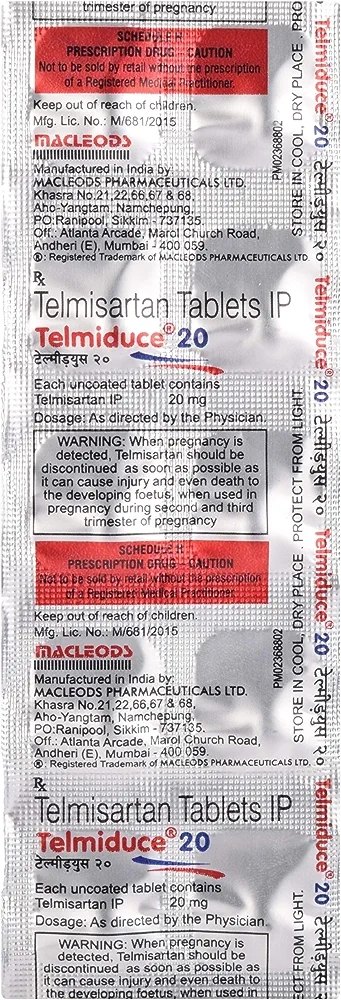 trimester of pregnancy
SCHEDULE H
PRESCRIPTION DRUG - CAUTION
Not to be sold by retail without the prescription
of a Registered Medical Practitioner.
Keep out of reach of children.
Mfg. Lic. No.: M/681/2015
MACLEODS
Manufactured in India by:
MACLEODS PHARMACEUTICALS LTD.
Khasra No.21,22,66,67 & 68,
Aho-Yangtam, Namchepung,
PO:Ranipool, Sikkim - 737135.
Off.: Atlanta Arcade, Marol Church Road,
Andheri (E), Mumbai - 400 059.
®: Registered Trademark of MACLEODS PHARMACEUTICALS LTD.
PM02368802
STORE IN COOL, DRY PLACE . PRO
Telmiduce® 20 टेल्मीड्युस २०
℞
Telmisartan Tablets IP
Telmiduce® 20
टेल्मीड्युस २०
Each uncoated tablet contains
Telmisartan IP 20 mg
Dosage: As directed by the Physician.
WARNING: When pregnancy is
detected, Telmisartan should be
discontinued as soon as possible as
it can cause injury and even death to
the developing foetus, when used in
pregnancy during second and third
trimester of pregnancy
SCHEDULE H
PRESCRIPTION DRUG - CAUTION
Not to be sold by retail without the prescription
of a Registered Medical Practitioner.
Keep out of reach of children.
Mfg. Lic. No.: M/681/2015
MACLEODS
Manufactured in India by:
MACLEODS PHARMACEUTICALS LTD.
Khasra No.21,22,66,67 & 68,
Aho-Yangtam, Namchepung,
PO:Ranipool, Sikkim - 737135.
Off.: Atlanta Arcade, Marol Church Road,
Andheri (E), Mumbai - 400 059.
®: Registered Trademark of MACLEODS PHARMACEUTICALS LTD.
PM02368802
STORE IN COOL, DRY PLACE . PROTECT FROM LIGHT.
Telmiduce® 20 टेल्मीड्युस २०
Telmiduce® 20 टेल्मीड्युस २०
℞
Telmisartan Tablets IP
Telmiduce® 20
टेल्मीड्युस २०
Each uncoated tablet contains
Telmisartan IP 20 mg
Dosage: As directed by the Physician.
WARNING: When pregnancy is
detected, Telmisartan should be
discontinued as soon as possible as
it can cause injury and even death to
the developing foetus, when used in
CT FROM LIGHT.
Telmiduce® 20 टेल्मीड्युस